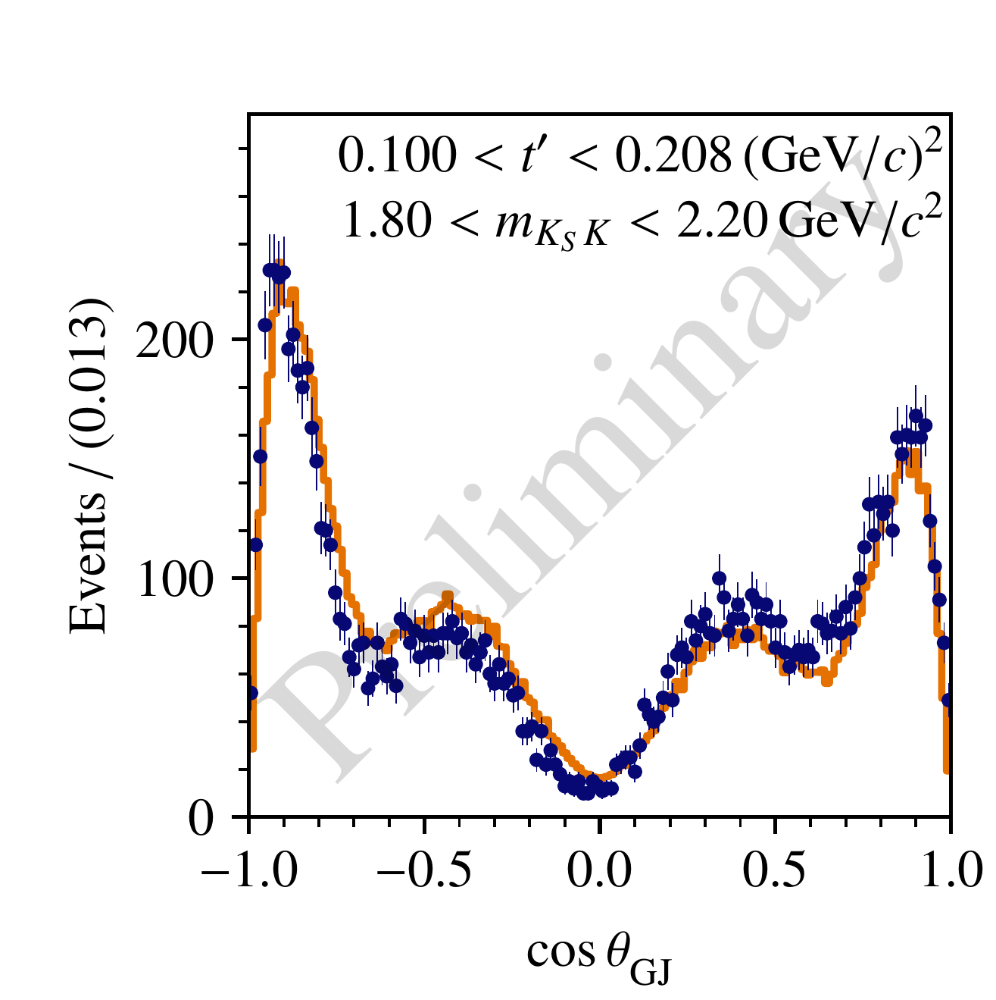 0.100 < t′ < 0.208 (GeV/c)²
1.80 < m_{K_S K} < 2.20 GeV/c²
Preliminary
Events / (0.013)
200
100
0
−1.0 −0.5 0.0 0.5 1.0
cos θ_GJ